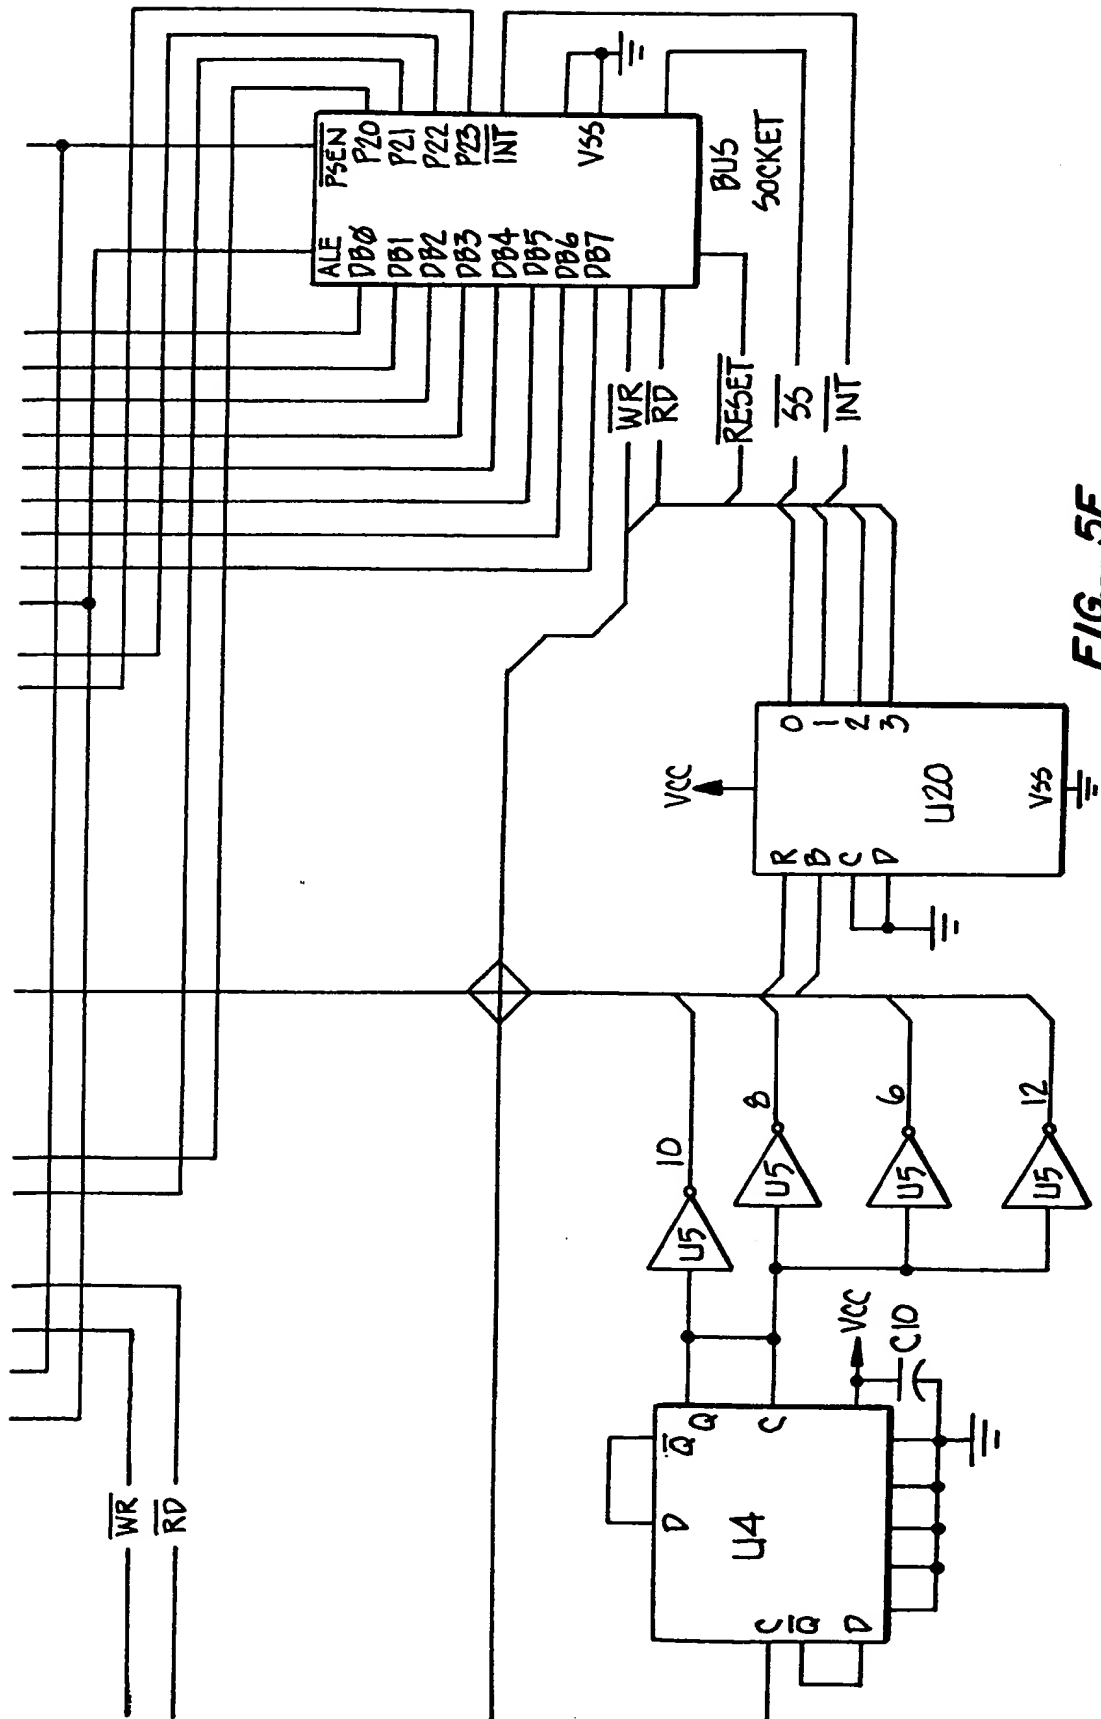 PSEN
P20
P21
P22
P23
INT
VSS
ALE
DBØ
DB1
DB2
DB3
DB4
DB5
DB6
DB7
BUS
SOCKET
WR
RD
RESET
SS
INT
VCC
0
1
2
3
R
B
C
D
U20
VSS
10
8
6
12
U5
U5
U5
U5
WR
RD
Q
Q
D
C
U4
C
Q
D
VCC
C10
FIG. 5F